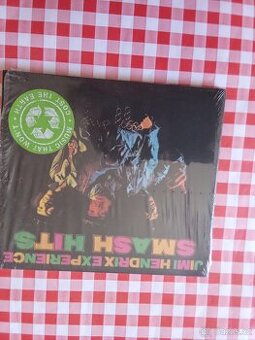 JIMI HENDRIX EXPERIENCE
SMASH HITS
MUSIC THAT WON'T
COST THE EARTH